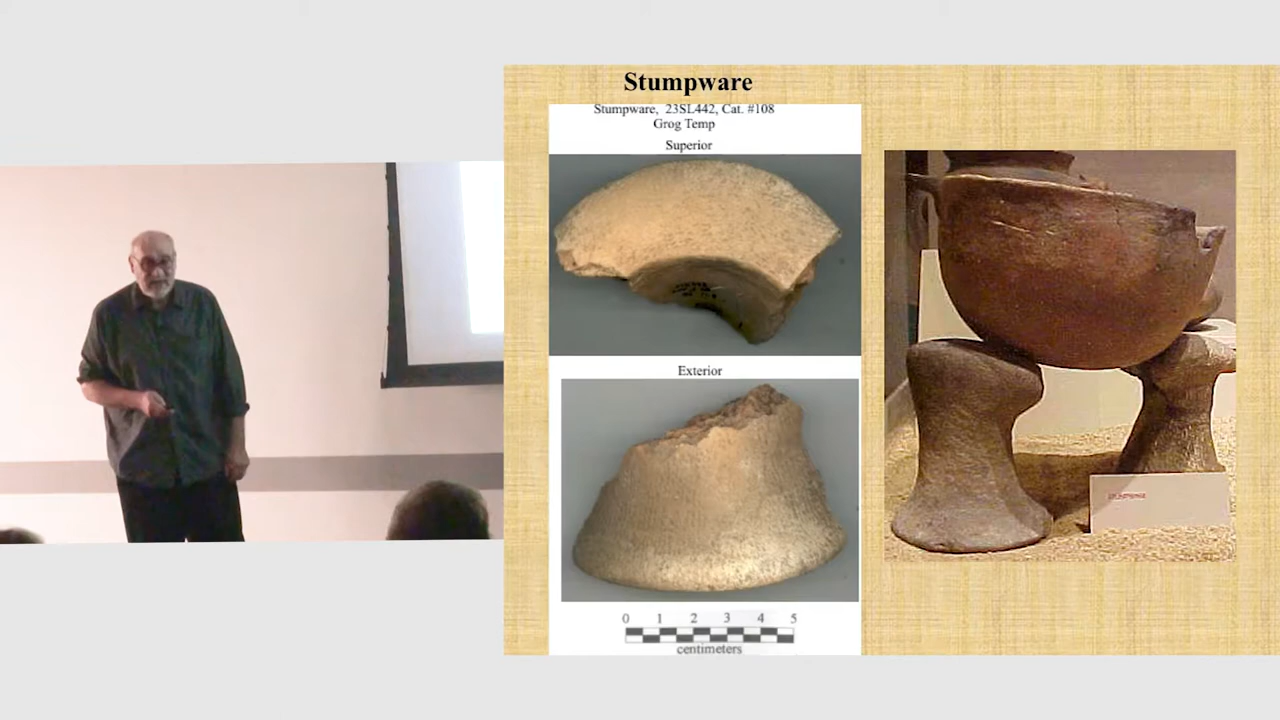 Stumpware
Stumpware, 23SL442, Cat. #108
Grog Temp
Superior
Exterior
0 1 2 3 4 5
centimeters